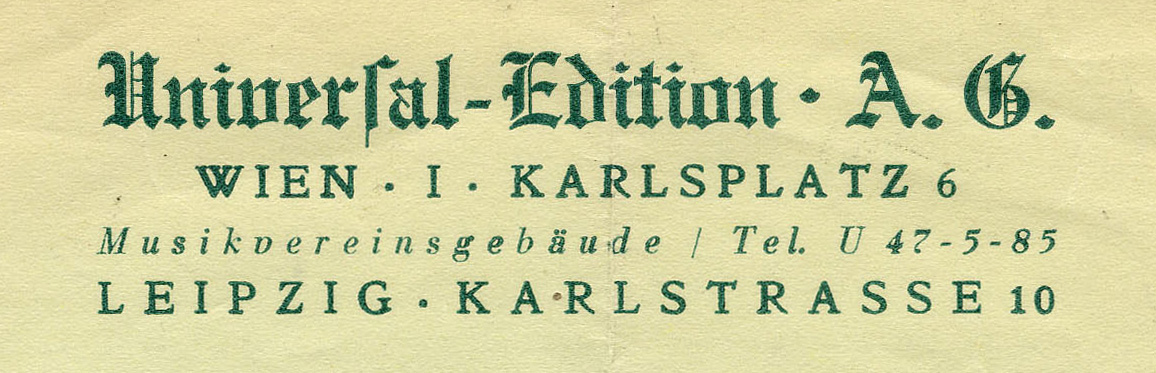 Univerſal-Edition · A. G.
WIEN · I · KARLSPLATZ 6
Musikvereinsgebäude / Tel. U 47-5-85
LEIPZIG · KARLSTRASSE 10